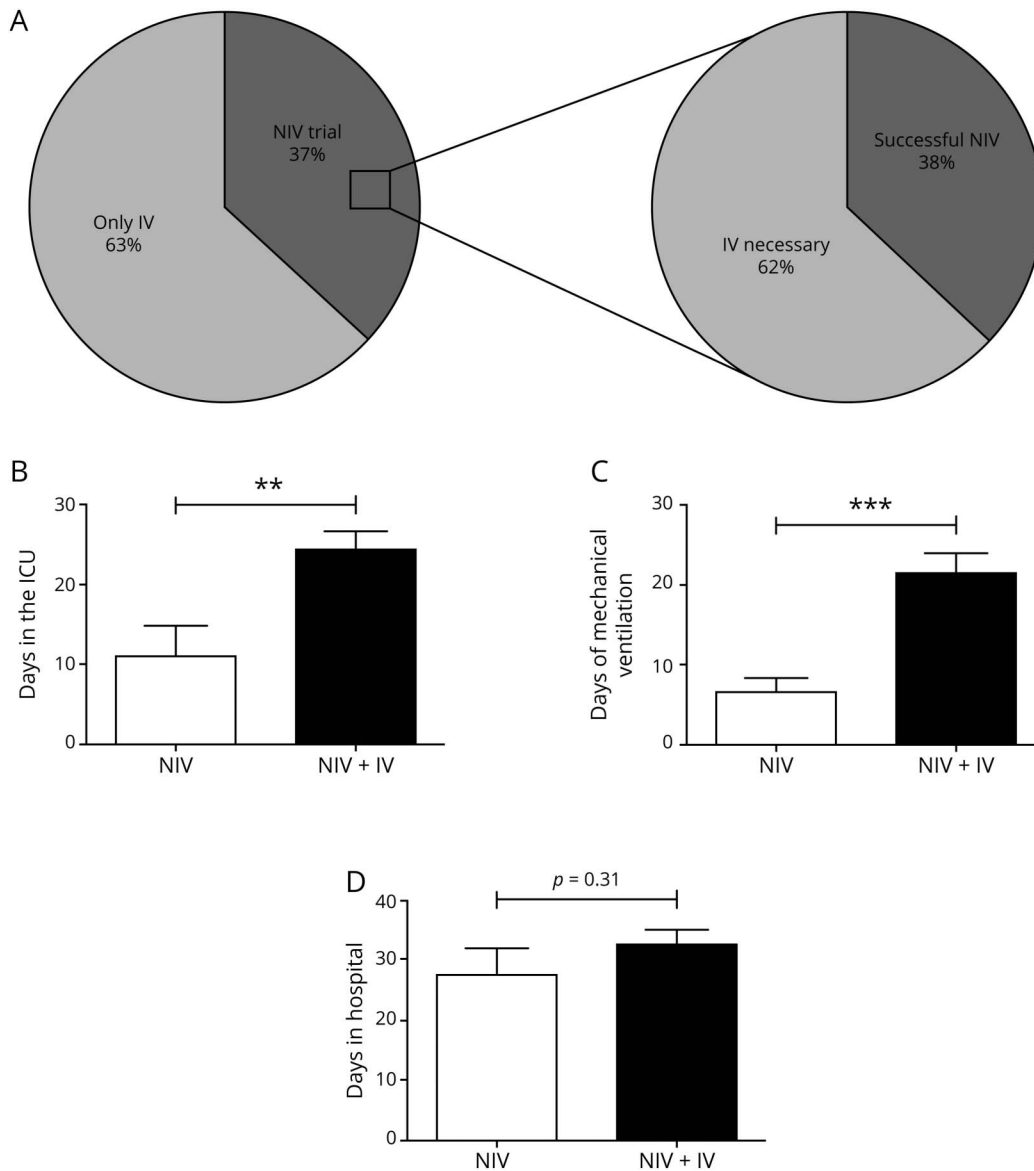 A
NIV trial
37%
Only IV
63%
Successful NIV
38%
IV necessary
62%
B
Days in the ICU
30
20
10
0
**
NIV
NIV + IV
C
Days of mechanical
ventilation
30
20
10
0
***
NIV
NIV + IV
D
Days in hospital
40
30
20
10
0
p = 0.31
NIV
NIV + IV